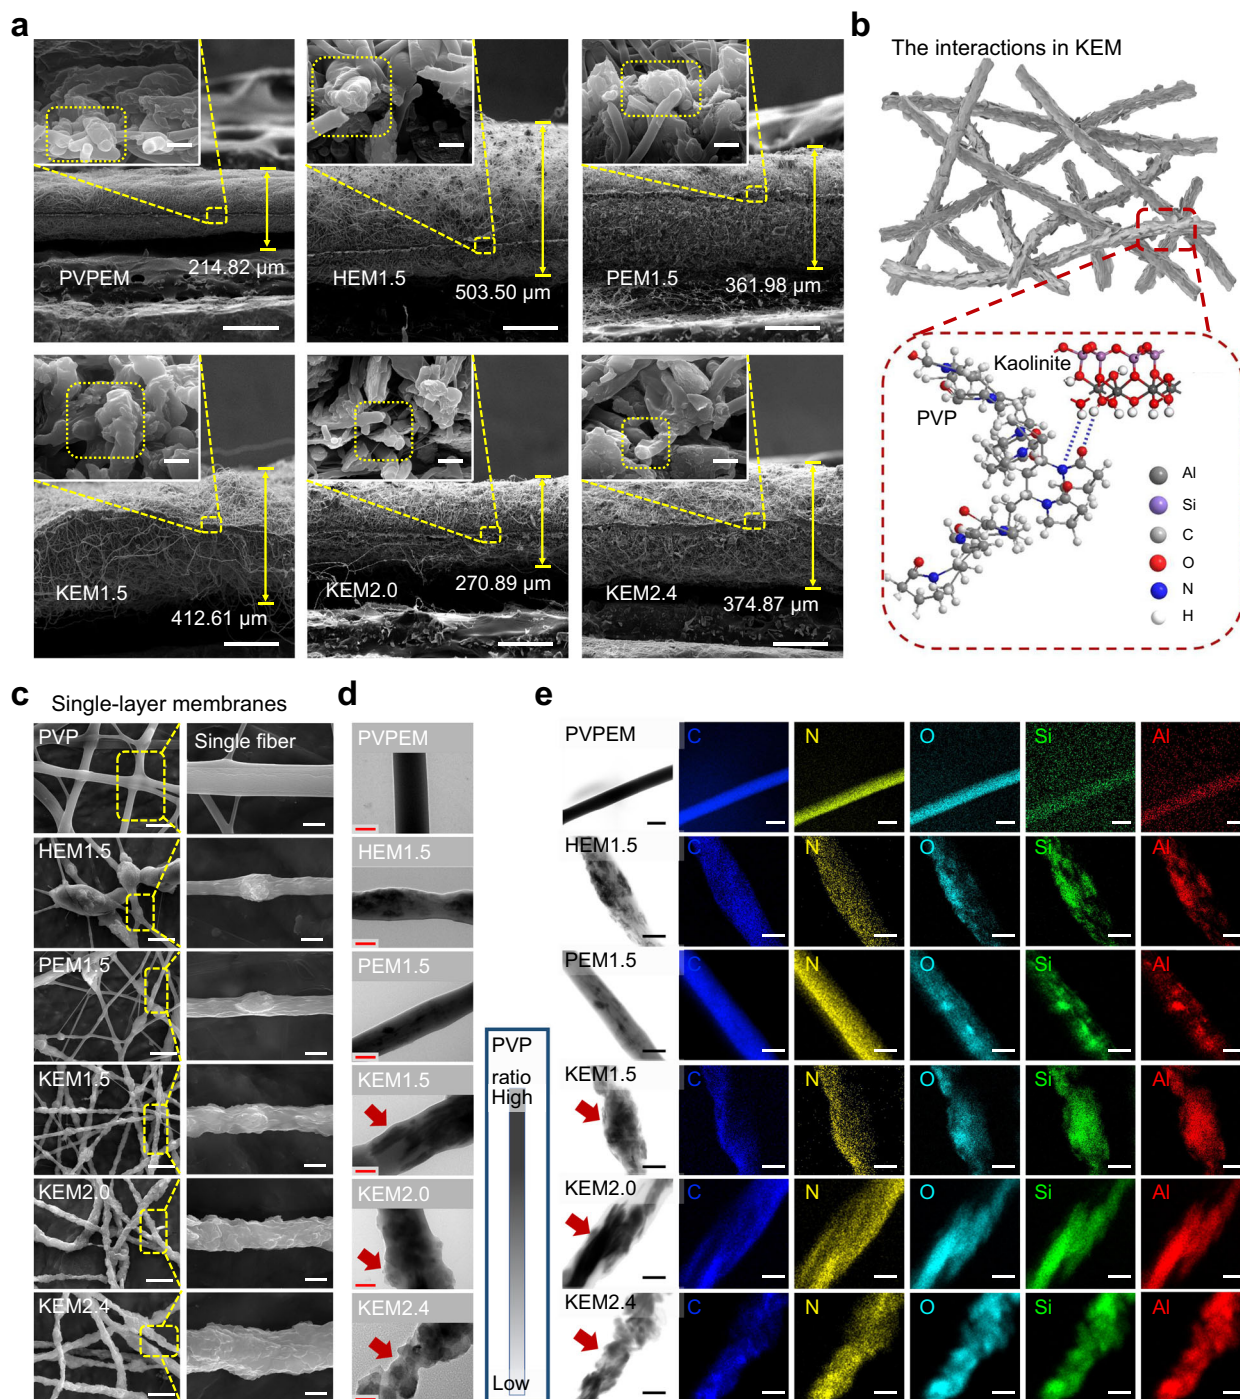 a
PVPEM
214.82 μm
HEM1.5
503.50 μm
PEM1.5
361.98 μm
KEM1.5
412.61 μm
KEM2.0
270.89 μm
KEM2.4
374.87 μm
b
The interactions in KEM
Kaolinite
PVP
Al
Si
C
O
N
H
c
Single-layer membranes
PVP
Single fiber
HEM1.5
PEM1.5
KEM1.5
KEM2.0
KEM2.4
d
PVPEM
HEM1.5
PEM1.5
KEM1.5
KEM2.0
KEM2.4
PVP
ratio
High
Low
e
PVPEM
C
N
O
Si
Al
HEM1.5
C
N
O
Si
Al
PEM1.5
C
N
O
Si
Al
KEM1.5
C
N
O
Si
Al
KEM2.0
C
N
O
Si
Al
KEM2.4
C
N
O
Si
Al